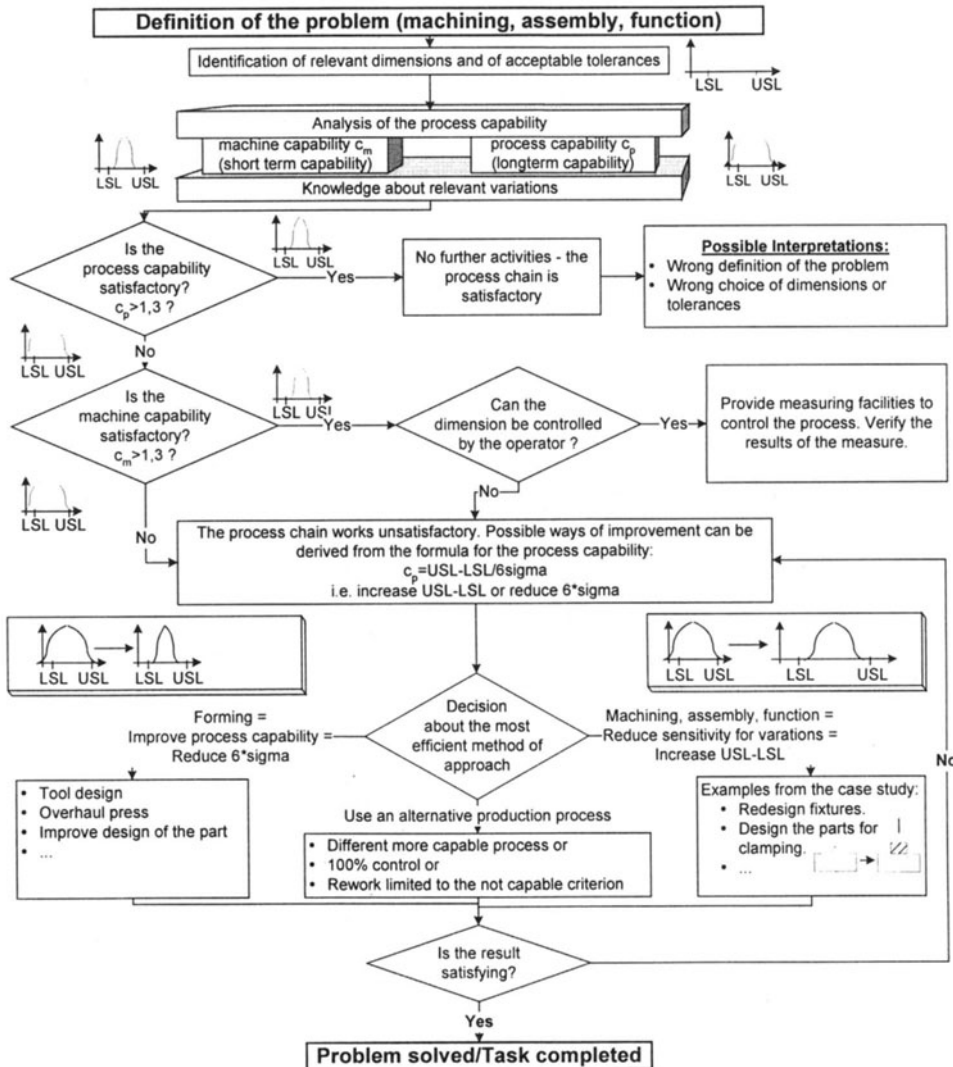 Definition of the problem (machining, assembly, function)
Identification of relevant dimensions and of acceptable tolerances
LSL USL
Analysis of the process capability
machine capability cm
(short term capability)
process capability cp
(longterm capability)
LSL USL
LSL USL
Knowledge about relevant variations
Is the
process capability
satisfactory?
cp>1,3 ?
LSL USL
Yes
No further activities - the
process chain is
satisfactory
Possible Interpretations:
• Wrong definition of the problem
• Wrong choice of dimensions or
tolerances
No
LSL USL
Is the
machine capability
satisfactory?
cm>1,3 ?
LSL USL
Yes
Can the
dimension be controlled
by the operator ?
Yes
Provide measuring facilities to
control the process. Verify the
results of the measure.
LSL USL
No
No
The process chain works unsatisfactory. Possible ways of improvement can be
derived from the formula for the process capability:
cp=USL-LSL/6sigma
i.e. increase USL-LSL or reduce 6*sigma
LSL USL LSL USL
LSL USL LSL USL
Decision
about the most
efficient method of
approach
Forming =
Improve process capability =
Reduce 6*sigma
Machining, assembly, function =
Reduce sensitivity for varations =
Increase USL-LSL
No
• Tool design
• Overhaul press
• Improve design of the part
• ...
Use an alternative production process
• Different more capable process or
• 100% control or
• Rework limited to the not capable criterion
Examples from the case study:
• Redesign fixtures.
• Design the parts for
clamping.
• ...
Is the result
satisfying?
Yes
Problem solved/Task completed